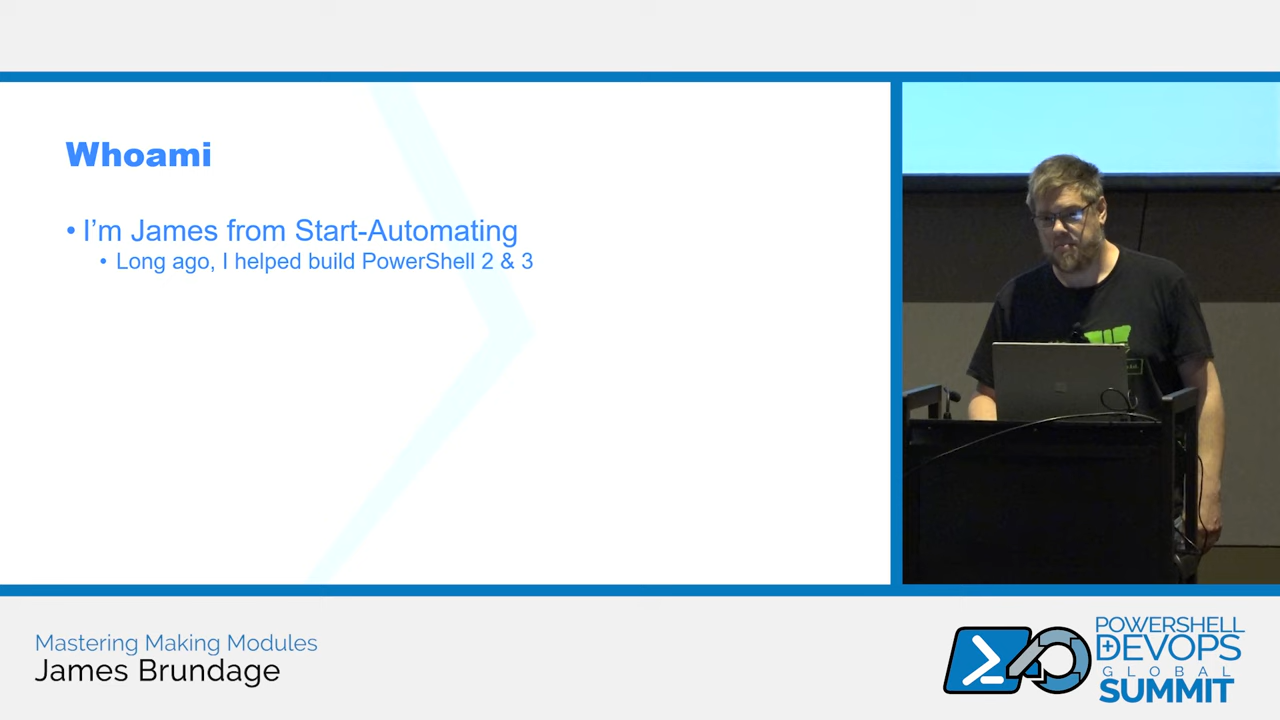 Whoami
• I'm James from Start-Automating
• Long ago, I helped build PowerShell 2 & 3
Mastering Making Modules
James Brundage
POWERSHELL
+DEVOPS
GLOBAL
SUMMIT